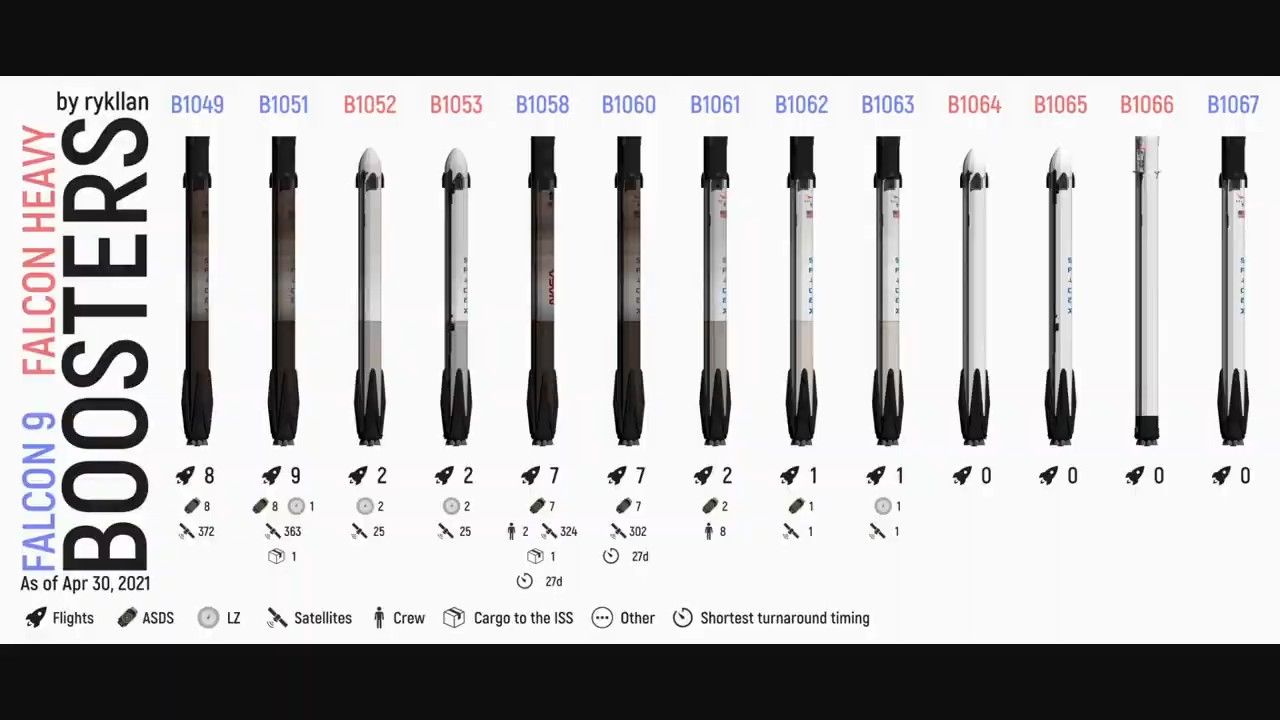 by rykllan
BOOSTERS
FALCON 9 FALCON HEAVY
As of Apr 30, 2021
B1049 B1051 B1052 B1053 B1058 B1060 B1061 B1062 B1063 B1064 B1065 B1066 B1067
NASA
8 9 2 2 7 7 2 1 1 0 0 0 0
8 8 1 2 2 7 7 2 1 1
372 363 25 25 2 324 302 8 1 1
1 1 27d
27d
Flights ASDS LZ Satellites Crew Cargo to the ISS Other Shortest turnaround timing